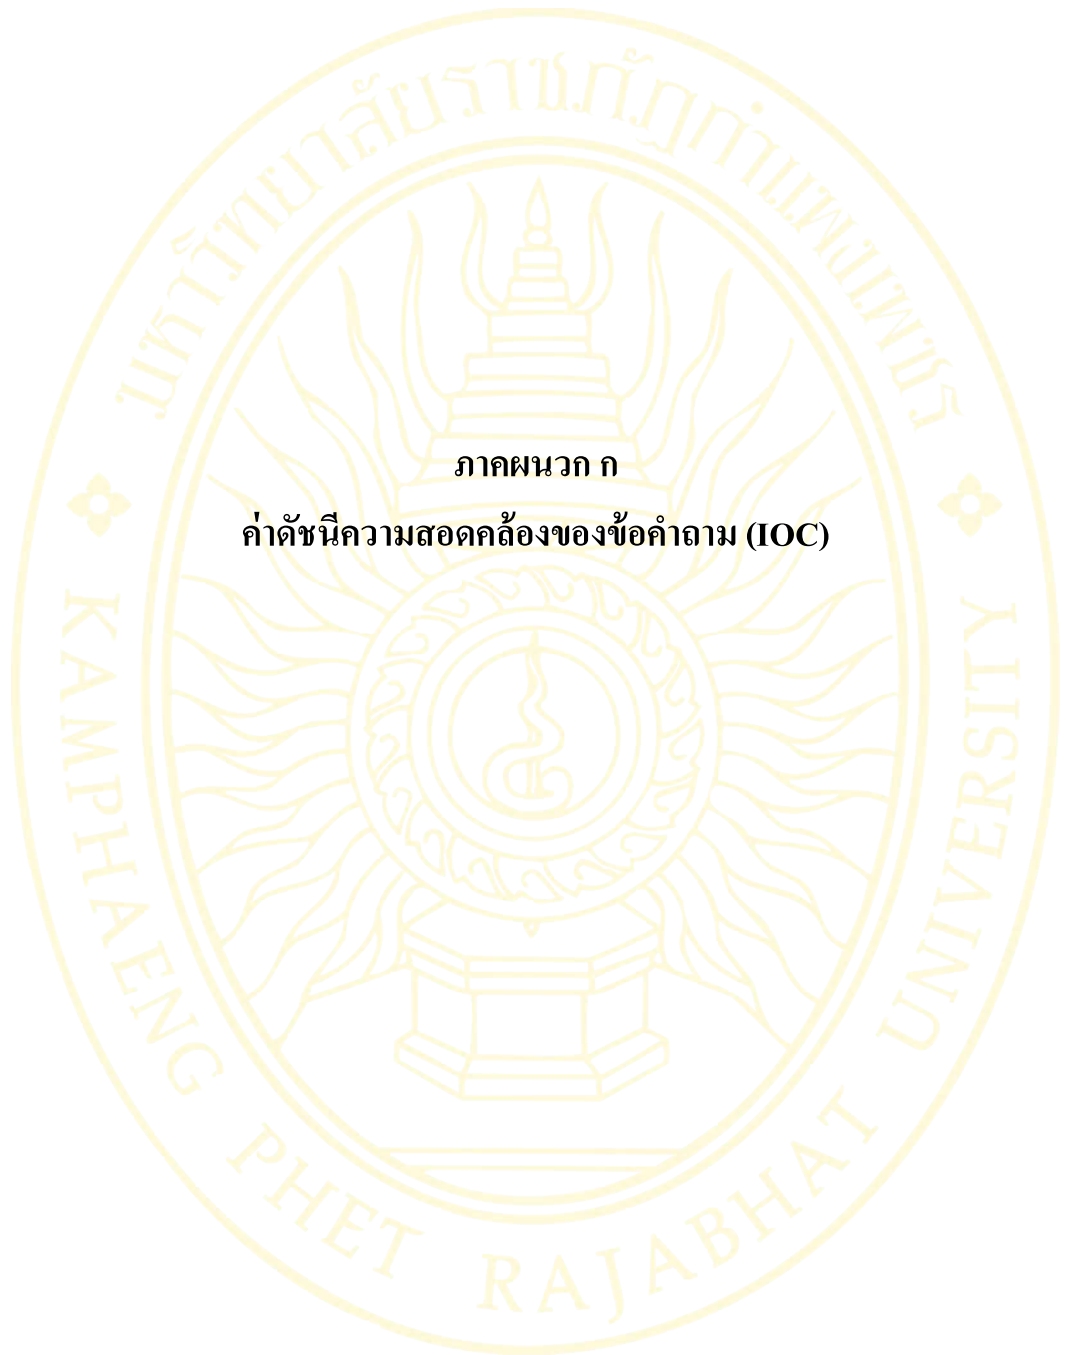 มหาวิทยาลัยราชภัฏกำแพงเพชร
ภาคผนวก ก
ค่าดัชนีความสอดคล้องของข้อคำถาม (IOC)
KAMPHAENG PHET RAJABHAT UNIVERSITY